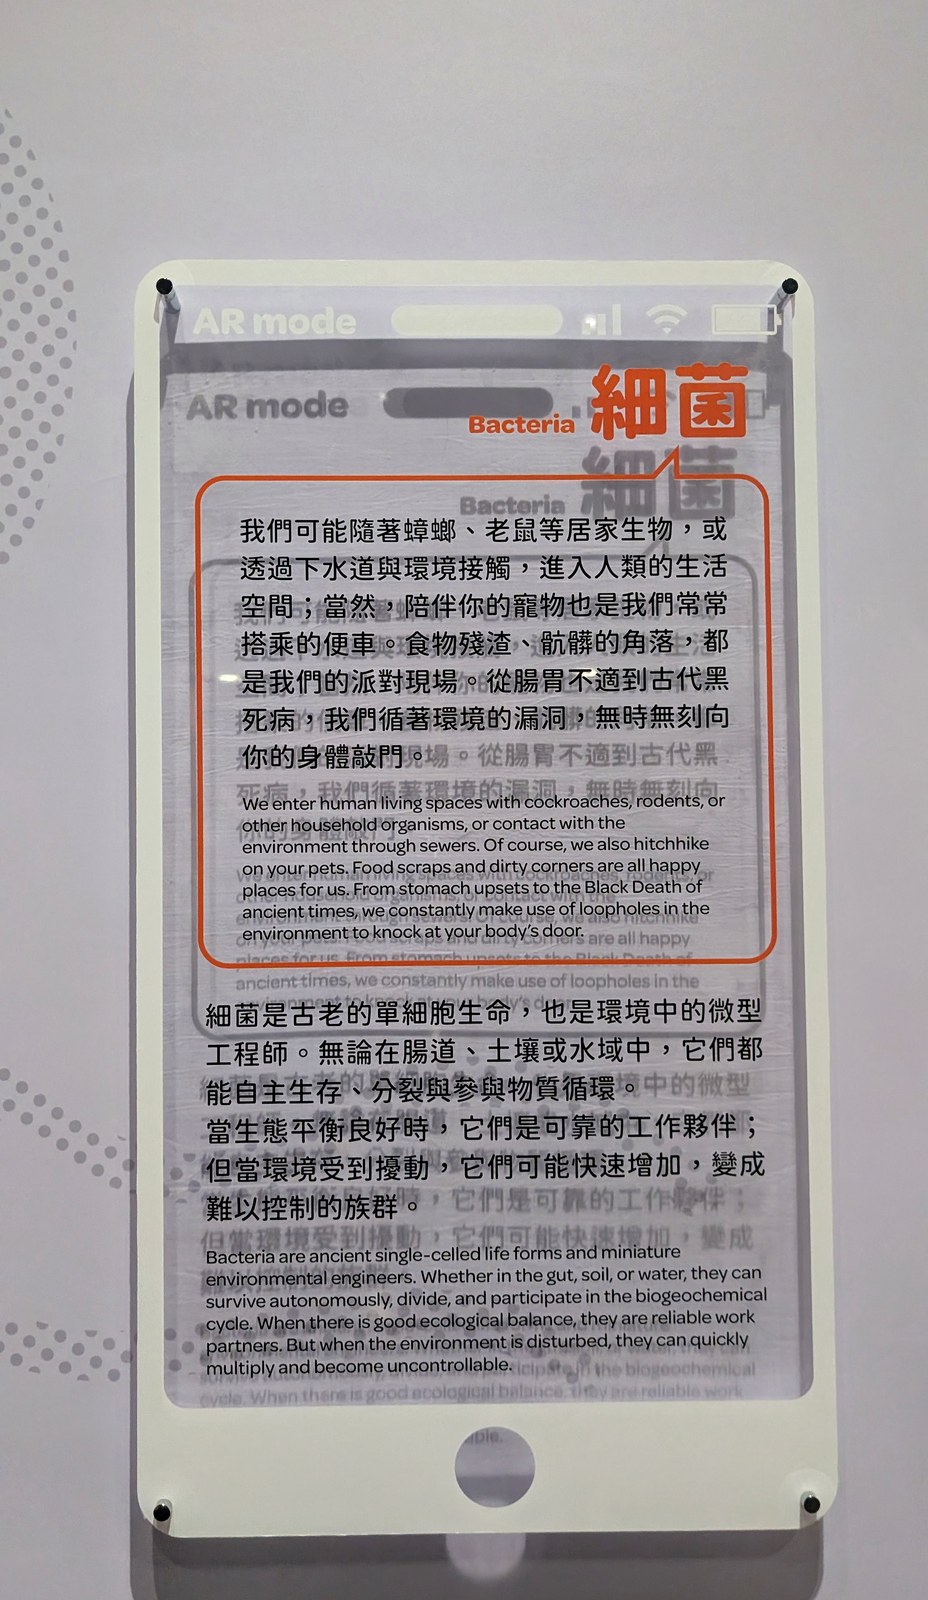 AR mode
Bacteria 細菌
我們可能隨著蟑螂、老鼠等居家生物，或
透過下水道與環境接觸，進入人類的生活
空間；當然，陪伴你的寵物也是我們常常
搭乘的便車。食物殘渣、骯髒的角落，都
是我們的派對現場。從腸胃不適到古代黑
死病，我們循著環境的漏洞，無時無刻向
你的身體敲門。
We enter human living spaces with cockroaches, rodents, or
other household organisms, or contact with the
environment through sewers. Of course, we also hitchhike
on your pets. Food scraps and dirty corners are all happy
places for us. From stomach upsets to the Black Death of
ancient times, we constantly make use of loopholes in the
environment to knock at your body's door.
細菌是古老的單細胞生命，也是環境中的微型
工程師。無論在腸道、土壤或水域中，它們都
能自主生存、分裂與參與物質循環。
當生態平衡良好時，它們是可靠的工作夥伴；
但當環境受到擾動，它們可能快速增加，變成
難以控制的族群。
Bacteria are ancient single-celled life forms and miniature
environmental engineers. Whether in the gut, soil, or water, they can
survive autonomously, divide, and participate in the biogeochemical
cycle. When there is good ecological balance, they are reliable work
partners. But when the environment is disturbed, they can quickly
multiply and become uncontrollable.